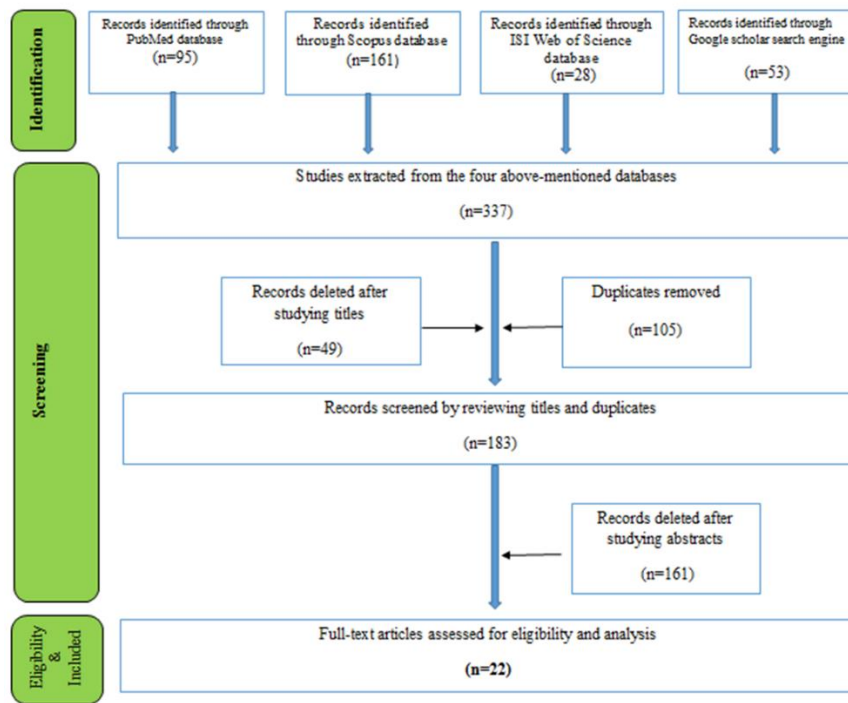 Identification
Records identified through
PubMed database
(n=95)
Records identified
through Scopus database
(n=161)
Records identified through
ISI Web of Science
database
(n=28)
Records identified through
Google scholar search engine
(n=53)
Screening
Studies extracted from the four above-mentioned databases
(n=337)
Records deleted after
studying titles
(n=49)
Duplicates removed
(n=105)
Records screened by reviewing titles and duplicates
(n=183)
Records deleted after
studying abstracts
(n=161)
Eligibility
&
Included
Full-text articles assessed for eligibility and analysis
(n=22)